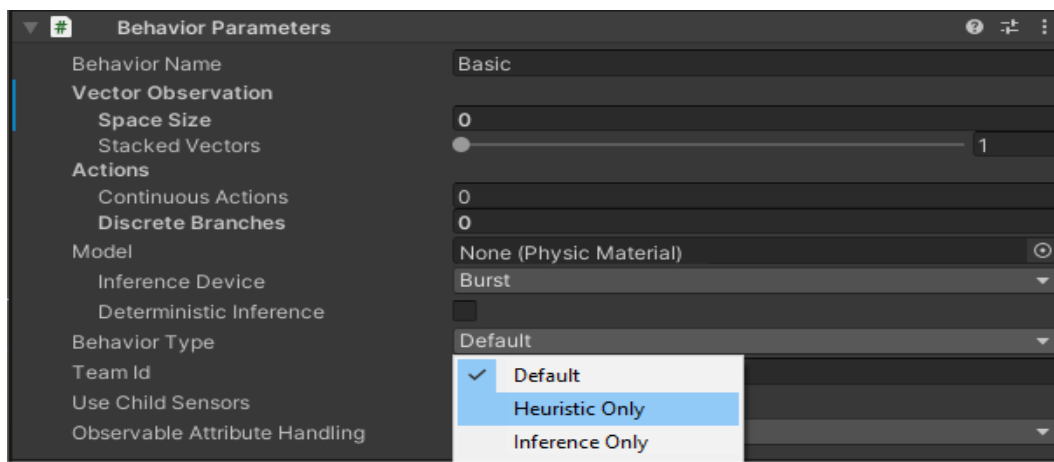 # Behavior Parameters
Behavior Name Basic
Vector Observation
Space Size 0
Stacked Vectors 1
Actions
Continuous Actions 0
Discrete Branches 0
Model None (Physic Material)
Inference Device Burst
Deterministic Inference
Behavior Type Default
Team Id Default
Use Child Sensors Heuristic Only
Observable Attribute Handling Inference Only